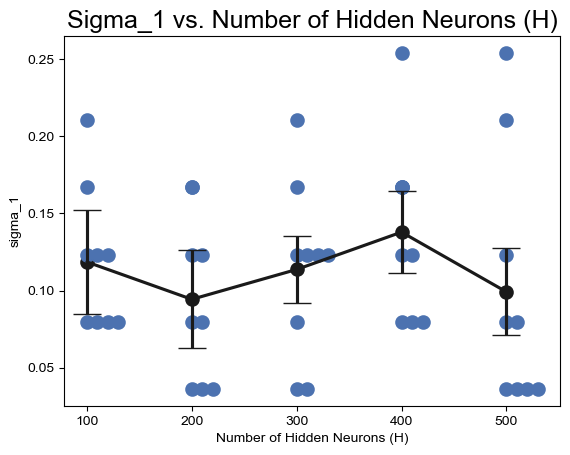 Sigma_1 vs. Number of Hidden Neurons (H)
0.25
0.20
0.15
0.10
0.05
sigma_1
100 200 300 400 500
Number of Hidden Neurons (H)